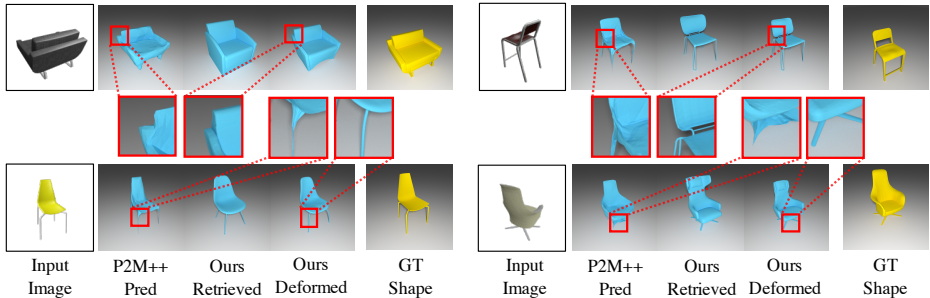 Input P2M++ Ours Ours GT Input P2M++ Ours Ours GT
Image Pred Retrieved Deformed Shape Image Pred Retrieved Deformed Shape